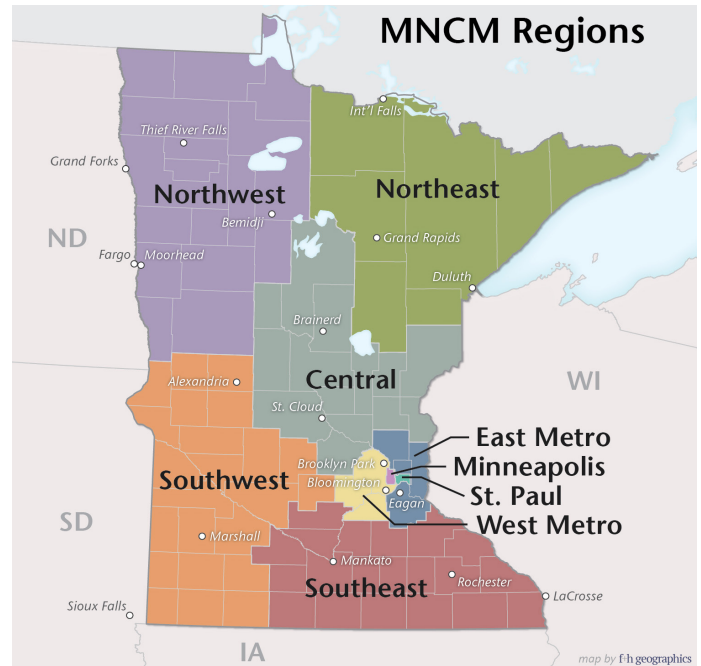 MNCM Regions
Int'l Falls
Thief River Falls
Grand Forks
Northwest
Northeast
Bemidji
ND
Grand Rapids
Fargo
Moorhead
Duluth
Brainerd
Alexandria
Central
WI
St. Cloud
East Metro
Brooklyn Park
Minneapolis
Southwest
Bloomington
St. Paul
Eagan
SD
West Metro
Marshall
Mankato
Southeast
Rochester
LaCrosse
Sioux Falls
IA
map by f+h geographics